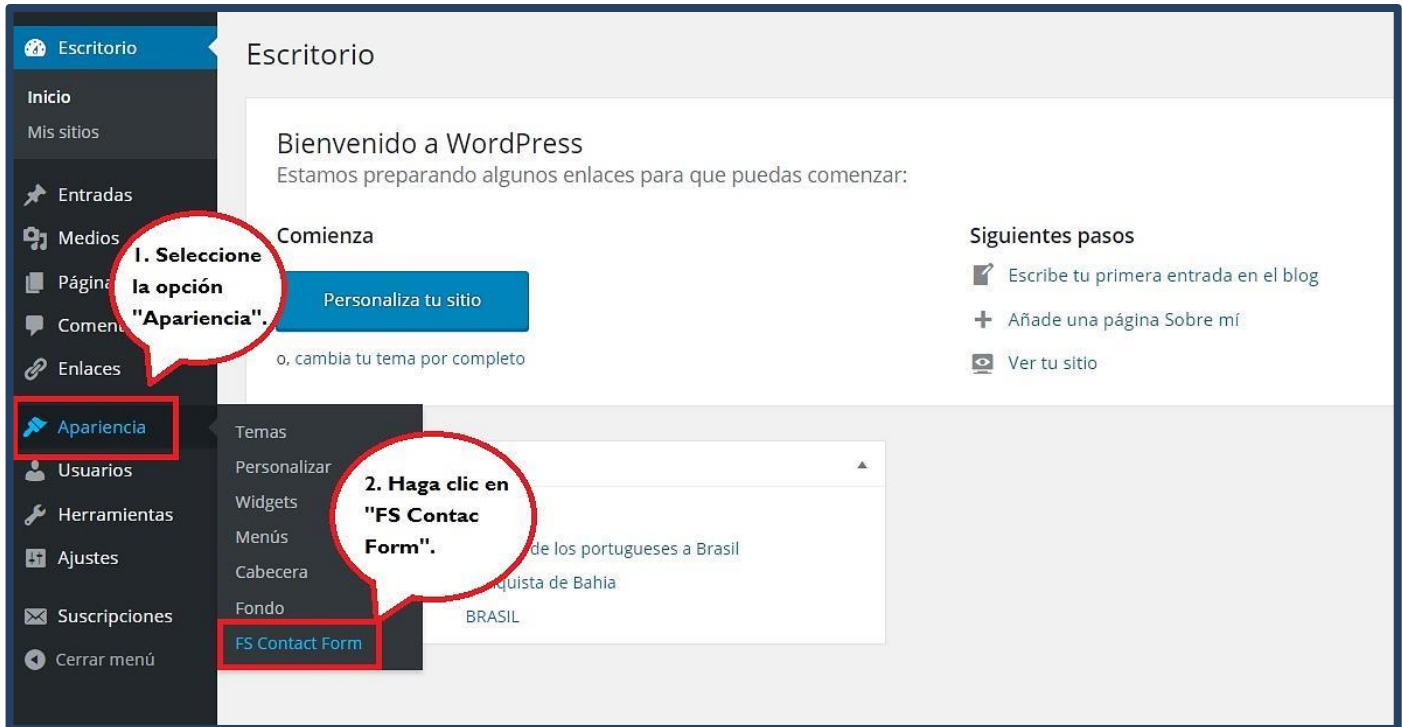 Escritorio
Inicio
Mis sitios
Entradas
Medios
Página
Coment
Enlaces
Apariencia
Usuarios
Herramientas
Ajustes
Suscripciones
Cerrar menú
1. Seleccione
la opción
"Apariencia".
Temas
Personalizar
Widgets
Menús
Cabecera
Fondo
FS Contact Form
2. Haga clic en
"FS Contac
Form".
Escritorio
Bienvenido a WordPress
Estamos preparando algunos enlaces para que puedas comenzar:
Comienza
Personaliza tu sitio
o, cambia tu tema por completo
Siguientes pasos
Escribe tu primera entrada en el blog
Añade una página Sobre mí
Ver tu sitio
de los portugueses a Brasil
quista de Bahia
BRASIL